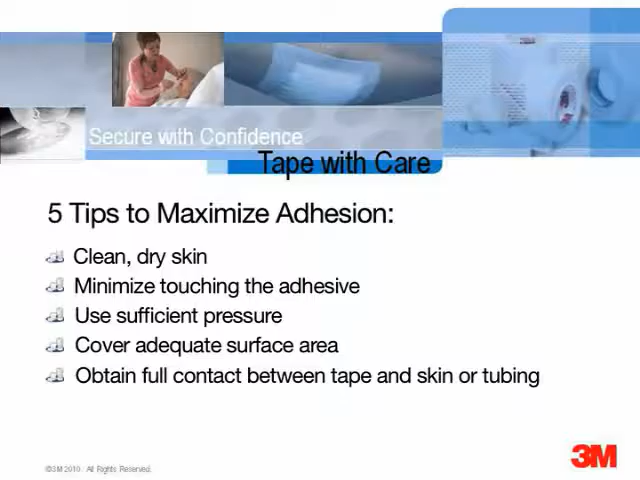 3M
Secure with Confidence
Tape with Care
5 Tips to Maximize Adhesion:
Clean, dry skin
Minimize touching the adhesive
Use sufficient pressure
Cover adequate surface area
Obtain full contact between tape and skin or tubing
©3M 2010. All Rights Reserved.
3M